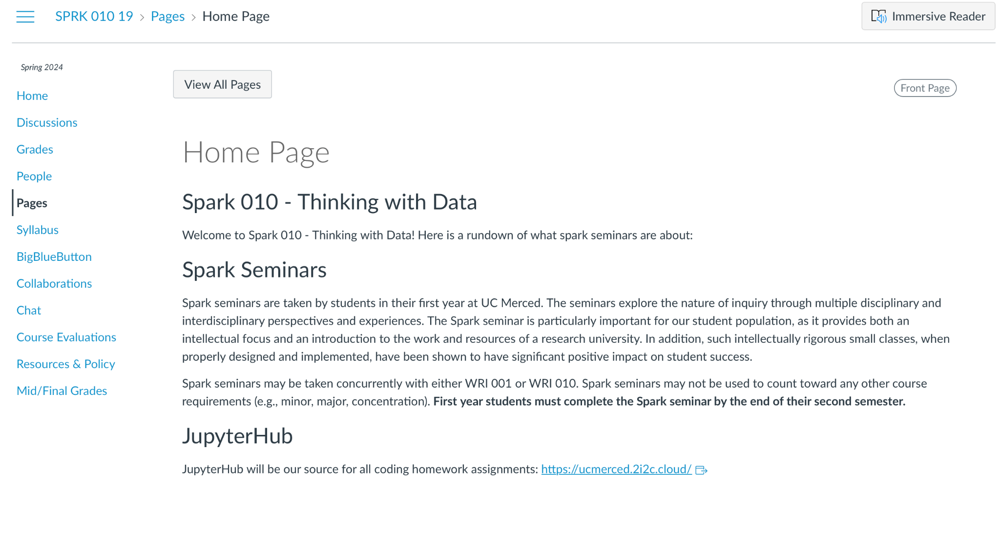 SPRK 010 19 > Pages > Home Page
Immersive Reader
Spring 2024
Home
Discussions
Grades
People
Pages
Syllabus
BigBlueButton
Collaborations
Chat
Course Evaluations
Resources & Policy
Mid/Final Grades
View All Pages
Front Page
Home Page
Spark 010 - Thinking with Data
Welcome to Spark 010 - Thinking with Data! Here is a rundown of what spark seminars are about:
Spark Seminars
Spark seminars are taken by students in their first year at UC Merced. The seminars explore the nature of inquiry through multiple disciplinary and
interdisciplinary perspectives and experiences. The Spark seminar is particularly important for our student population, as it provides both an
intellectual focus and an introduction to the work and resources of a research university. In addition, such intellectually rigorous small classes, when
properly designed and implemented, have been shown to have significant positive impact on student success.
Spark seminars may be taken concurrently with either WRI 001 or WRI 010. Spark seminars may not be used to count toward any other course
requirements (e.g., minor, major, concentration). First year students must complete the Spark seminar by the end of their second semester.
JupyterHub
JupyterHub will be our source for all coding homework assignments: https://ucmerced.2i2c.cloud/